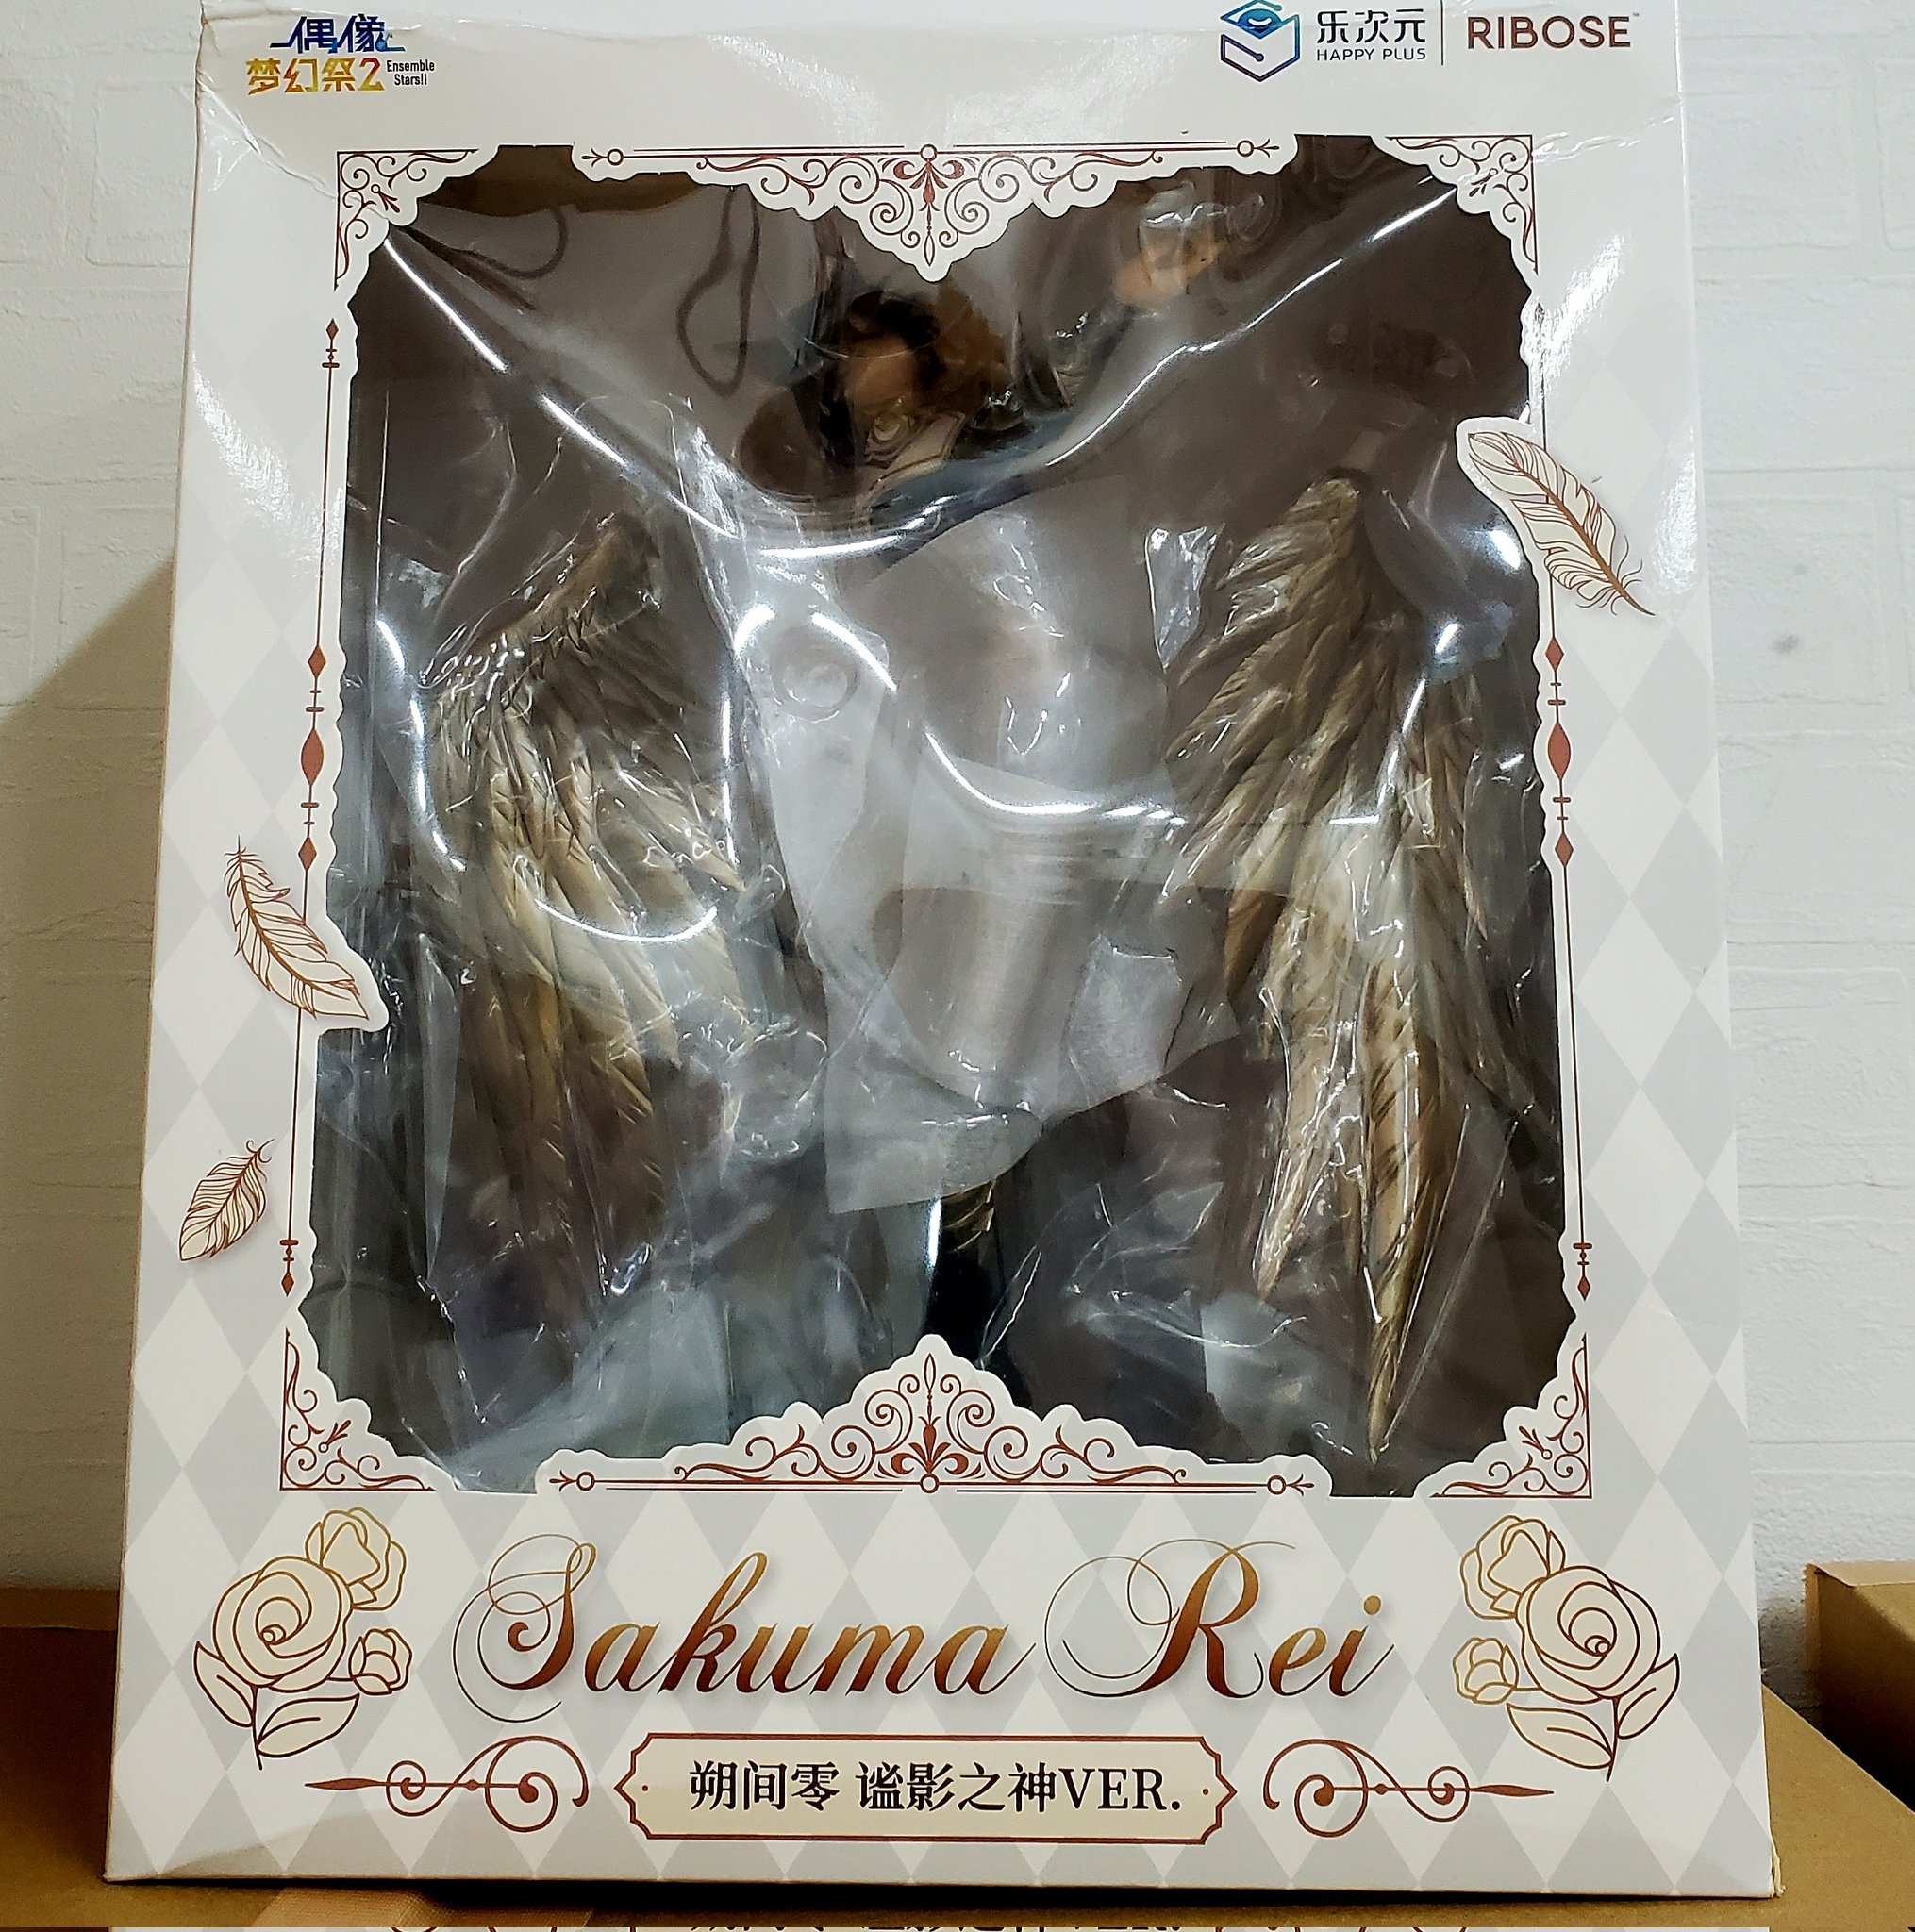 偶像
梦幻祭2
Ensemble
Stars!!
乐次元
HAPPY PLUS
RIBOSE™
Sakuma Rei
朔间零 谧影之神VER.